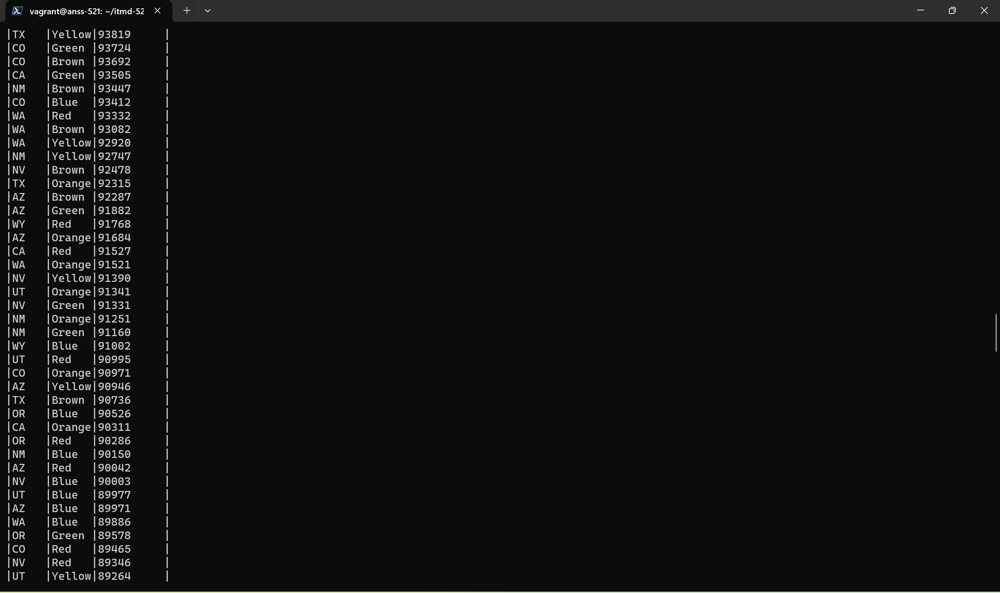 vagrant@anss-521: ~/itmd-52
|TX   |Yellow|93819     |
|CO   |Green |93724     |
|CO   |Brown |93692     |
|CA   |Green |93505     |
|NM   |Brown |93447     |
|CO   |Blue  |93412     |
|WA   |Red   |93332     |
|WA   |Brown |93082     |
|WA   |Yellow|92920     |
|NM   |Yellow|92747     |
|NV   |Brown |92478     |
|TX   |Orange|92315     |
|AZ   |Brown |92287     |
|AZ   |Green |91882     |
|WY   |Red   |91768     |
|AZ   |Orange|91684     |
|CA   |Red   |91527     |
|WA   |Orange|91521     |
|NV   |Yellow|91390     |
|UT   |Orange|91341     |
|NV   |Green |91331     |
|NM   |Orange|91251     |
|NM   |Green |91160     |
|WY   |Blue  |91002     |
|UT   |Red   |90995     |
|CO   |Orange|90971     |
|AZ   |Yellow|90946     |
|TX   |Brown |90736     |
|OR   |Blue  |90526     |
|CA   |Orange|90311     |
|OR   |Red   |90286     |
|NM   |Blue  |90150     |
|AZ   |Red   |90042     |
|NV   |Blue  |90003     |
|UT   |Blue  |89977     |
|AZ   |Blue  |89971     |
|WA   |Blue  |89886     |
|OR   |Green |89578     |
|CO   |Red   |89465     |
|NV   |Red   |89346     |
|UT   |Yellow|89264     |